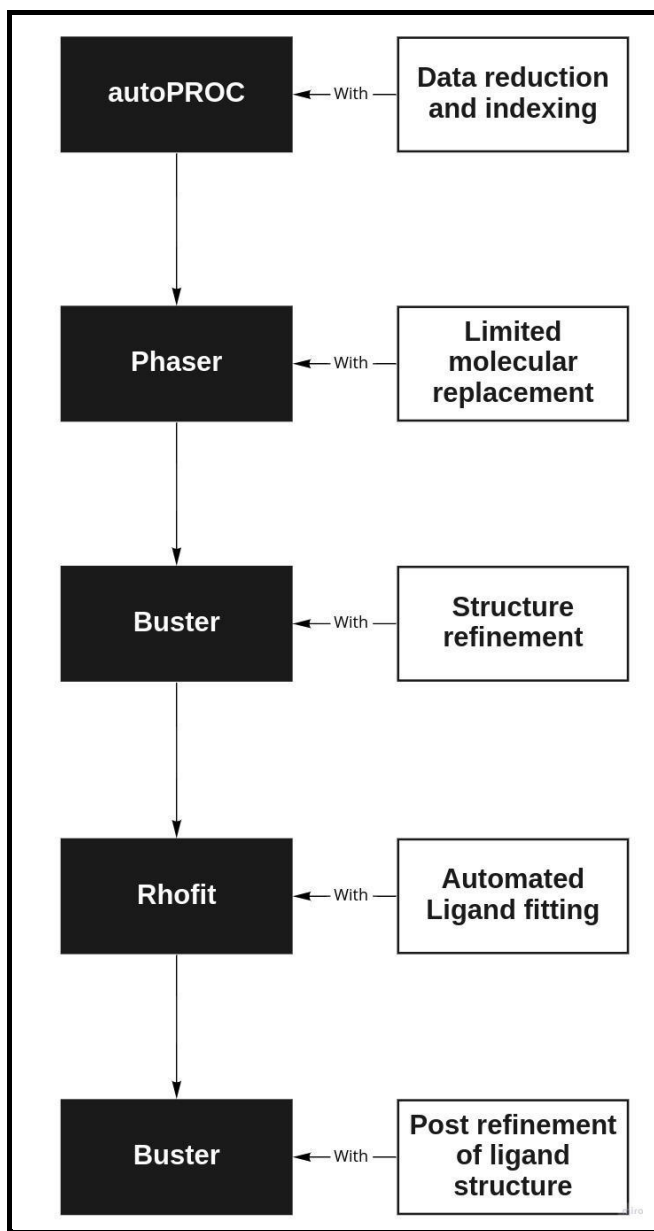 autoPROC
With
Data reduction
and indexing
Phaser
With
Limited
molecular
replacement
Buster
With
Structure
refinement
Rhofit
With
Automated
Ligand fitting
Buster
With
Post refinement
of ligand
structure